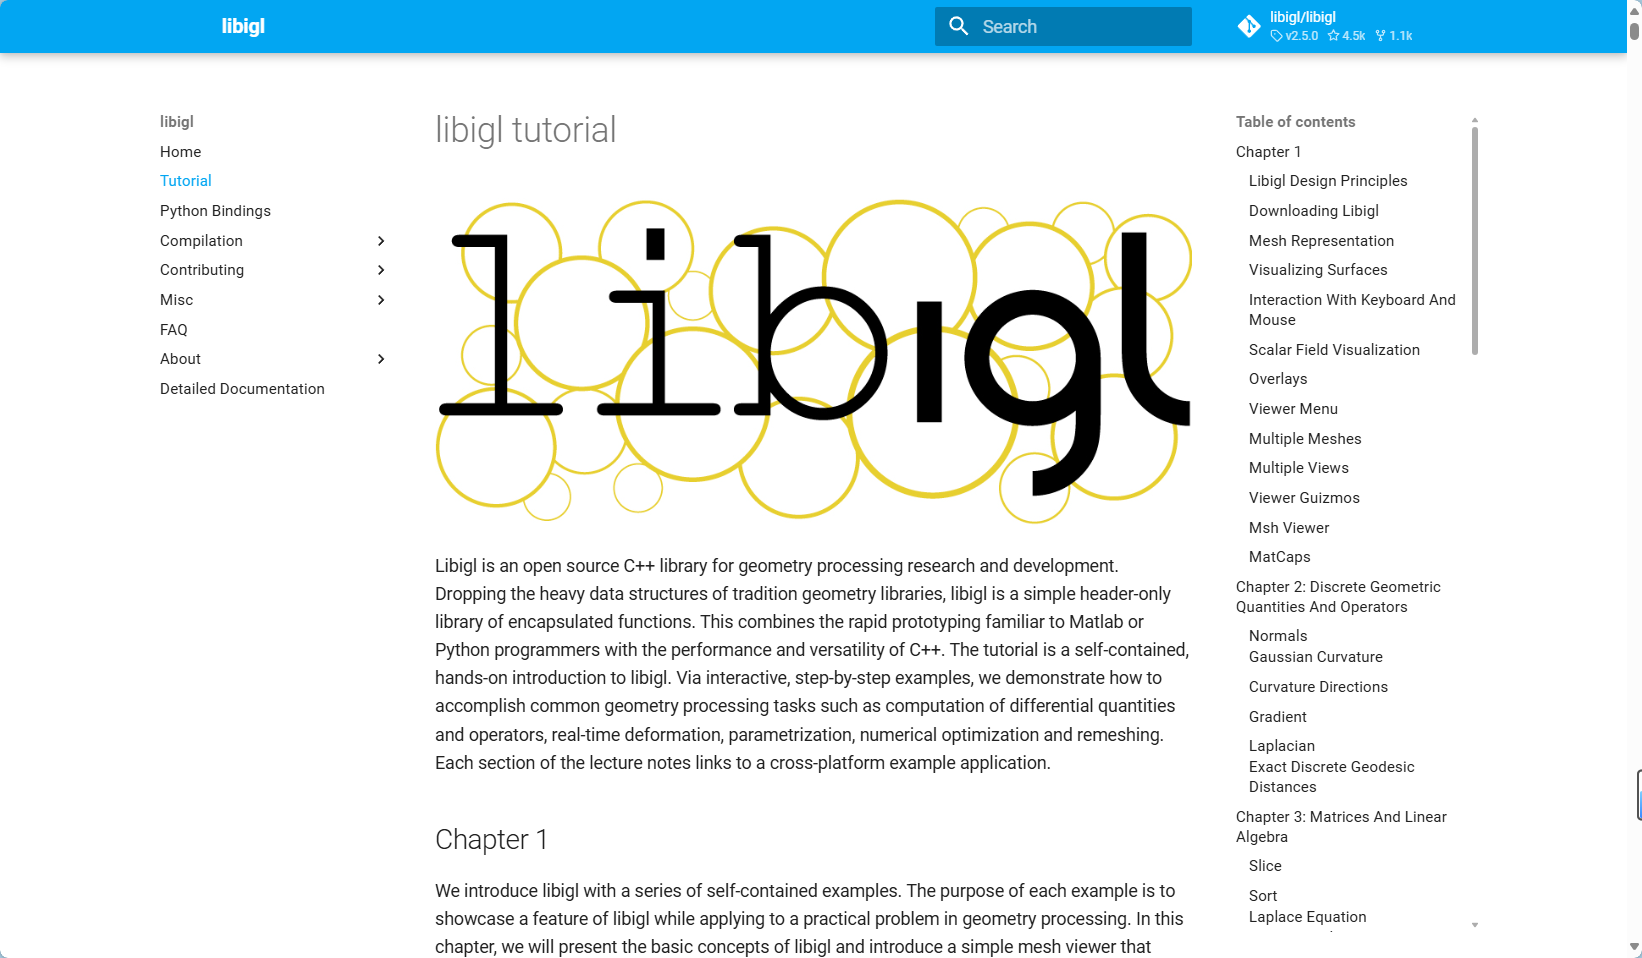 libigl
Search
libigl/libigl
v2.5.0 4.5k 1.1k
libigl
Home
Tutorial
Python Bindings
Compilation
Contributing
Misc
FAQ
About
Detailed Documentation
libigl tutorial
libigl
Libigl is an open source C++ library for geometry processing research and development.
Dropping the heavy data structures of tradition geometry libraries, libigl is a simple header-only
library of encapsulated functions. This combines the rapid prototyping familiar to Matlab or
Python programmers with the performance and versatility of C++. The tutorial is a self-contained,
hands-on introduction to libigl. Via interactive, step-by-step examples, we demonstrate how to
accomplish common geometry processing tasks such as computation of differential quantities
and operators, real-time deformation, parametrization, numerical optimization and remeshing.
Each section of the lecture notes links to a cross-platform example application.
Chapter 1
We introduce libigl with a series of self-contained examples. The purpose of each example is to
showcase a feature of libigl while applying to a practical problem in geometry processing. In this
chapter, we will present the basic concepts of libigl and introduce a simple mesh viewer that
Table of contents
Chapter 1
Libigl Design Principles
Downloading Libigl
Mesh Representation
Visualizing Surfaces
Interaction With Keyboard And
Mouse
Scalar Field Visualization
Overlays
Viewer Menu
Multiple Meshes
Multiple Views
Viewer Guizmos
Msh Viewer
MatCaps
Chapter 2: Discrete Geometric
Quantities And Operators
Normals
Gaussian Curvature
Curvature Directions
Gradient
Laplacian
Exact Discrete Geodesic
Distances
Chapter 3: Matrices And Linear
Algebra
Slice
Sort
Laplace Equation